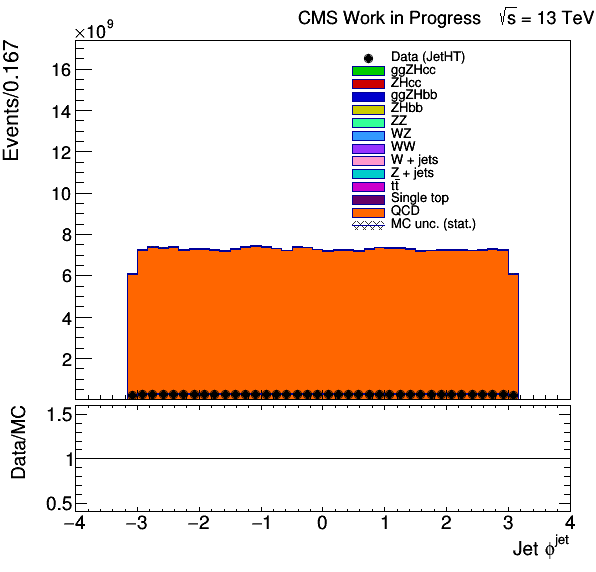 CMS Work in Progress √s = 13 TeV
×10⁹
Events/0.167
16
14
12
10
8
6
4
2
Data (JetHT)
ggZHcc
ZHcc
ggZHbb
ZHbb
ZZ
WZ
WW
W + jets
Z + jets
tt̄
Single top
QCD
MC unc. (stat.)
Data/MC
1.5
1
0.5
−4 −3 −2 −1 0 1 2 3 4
Jet ϕ^jet